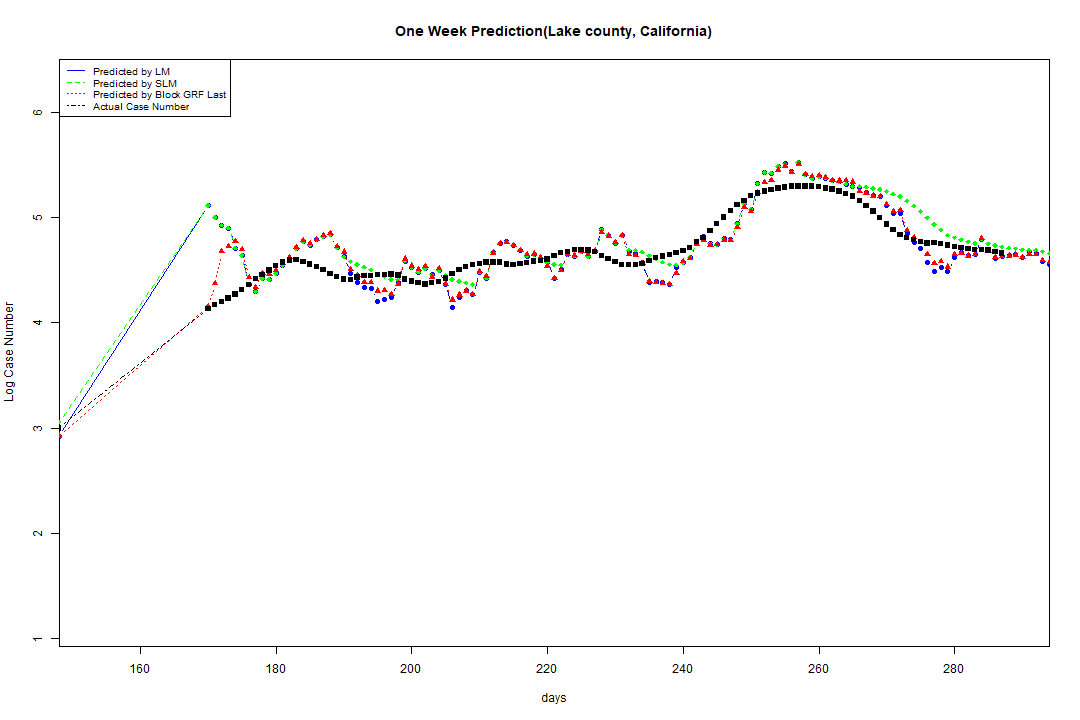 One Week Prediction(Lake county, California)
Predicted by LM
Predicted by SLM
Predicted by Block GRF Last
Actual Case Number
6
5
4
3
2
1
Log Case Number
160 180 200 220 240 260 280
days